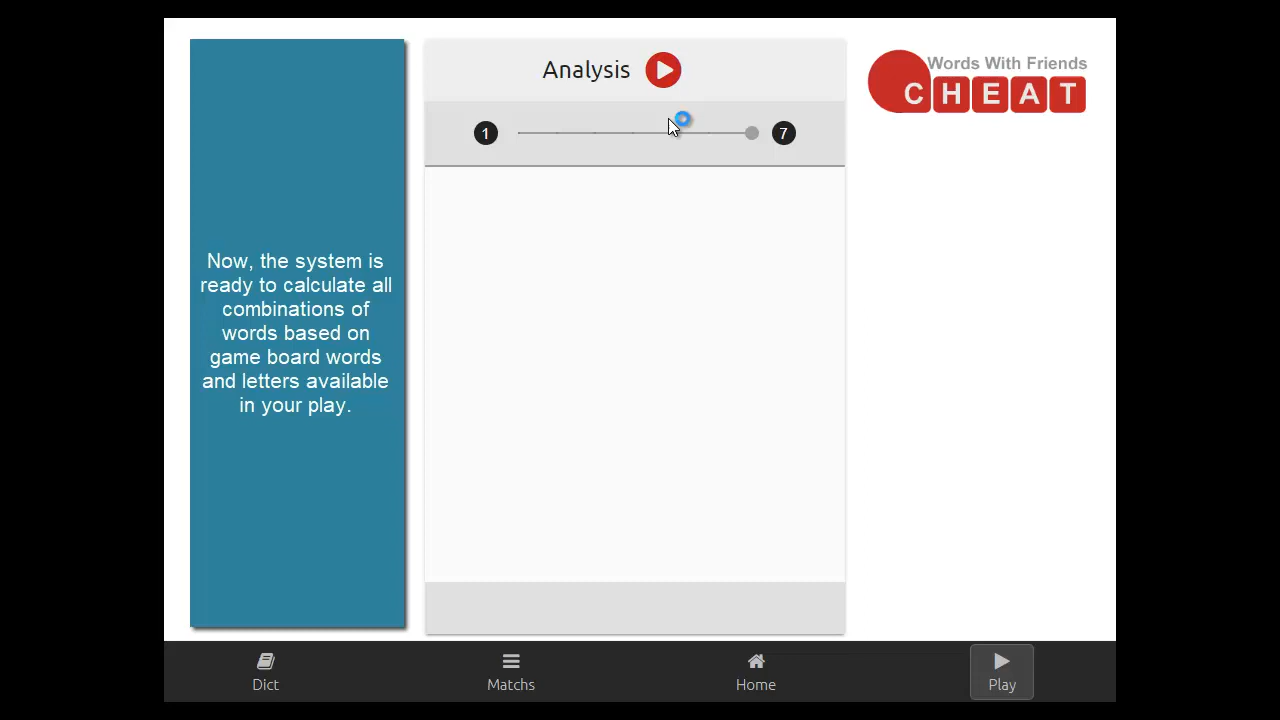 Now, the system is
ready to calculate all
combinations of
words based on
game board words
and letters available
in your play.
Analysis
1
7
Words With Friends
CHEAT
Dict
Matchs
Home
Play